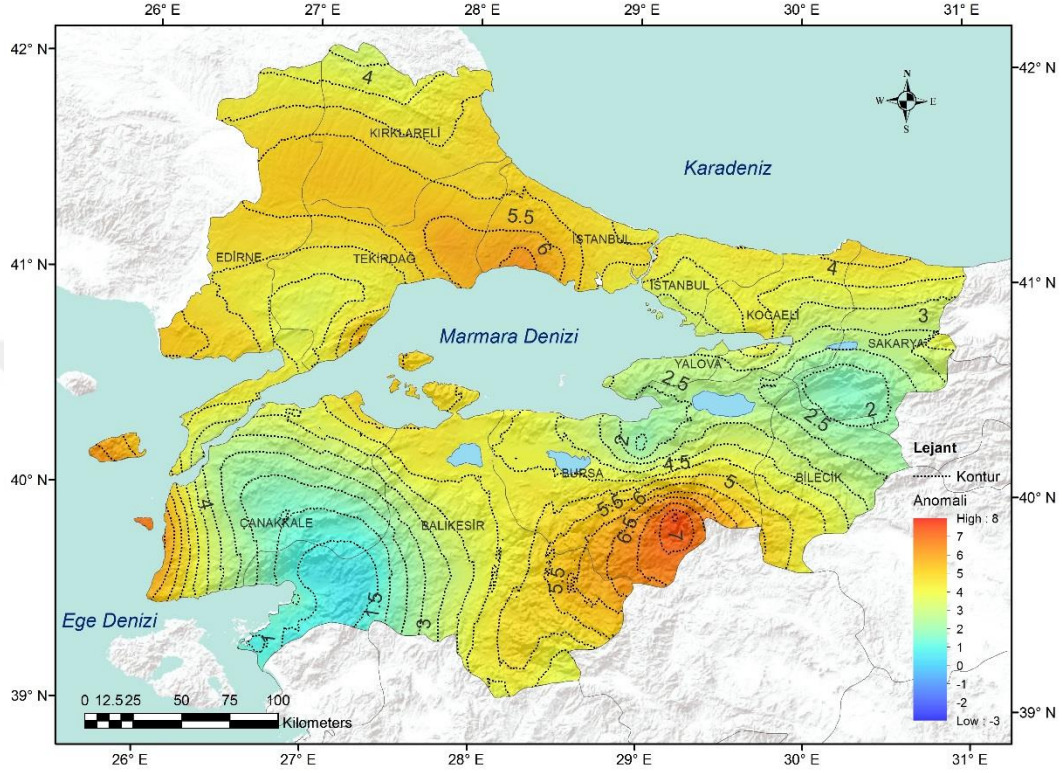 26° E 27° E 28° E 29° E 30° E 31° E
42° N 42° N
4
N
W E
S
KIRKLARELİ
Karadeniz
5.5
İSTANBUL
6
EDİRNE TEKİRDAĞ
41° N 41° N
4
İSTANBUL
KOCAELİ
3
Marmara Denizi
SAKARYA
YALOVA
2.5
2
2.5
2
Lejant
Kontur
4.5
BURSA
5
BİLECİK
40° N 40° N
4
5.5
6
Anomali
ÇANAKKALE
BALIKESİR
6.5
7
High : 8
7
6
5
4
3
2
1
0
-1
-2
Low : -3
5.5
1.5
3
Ege Denizi
1
39° N 39° N
0 12.5 25 50 75 100
Kilometers
26° E 27° E 28° E 29° E 30° E 31° E